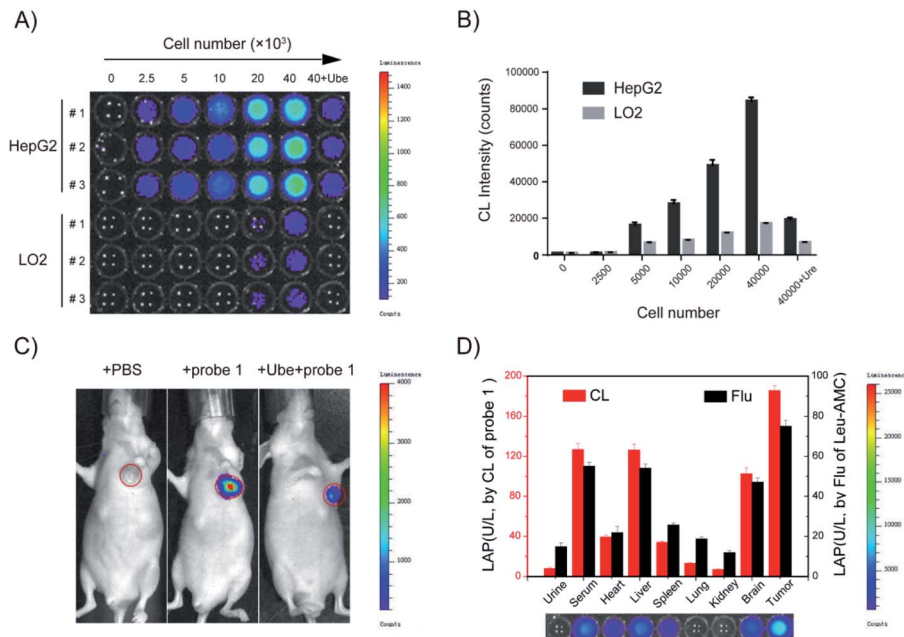 A)
Cell number (×10³)
0 2.5 5 10 20 40 40+Ube
HepG2
# 1
# 2
# 3
LO2
# 1
# 2
# 3
Luminescence
1400
1200
1000
800
600
400
200
Counts
B)
CL Intensity (counts)
100000
80000
60000
40000
20000
0
HepG2
LO2
0 2500 5000 10000 20000 40000 40000+Ure
Cell number
C)
+PBS +probe 1 +Ube+probe 1
Luminescence
4000
3000
2000
1000
Counts
D)
LAP(U/L, by CL of probe 1)
200
160
120
80
40
0
CL
Flu
100
80
60
40
20
0
LAP(U/L, by Flu of Leu-AMC)
Urine Serum Heart Liver Spleen Lung Kidney Brain Tumor
Luminescence
25000
20000
15000
10000
5000
Counts